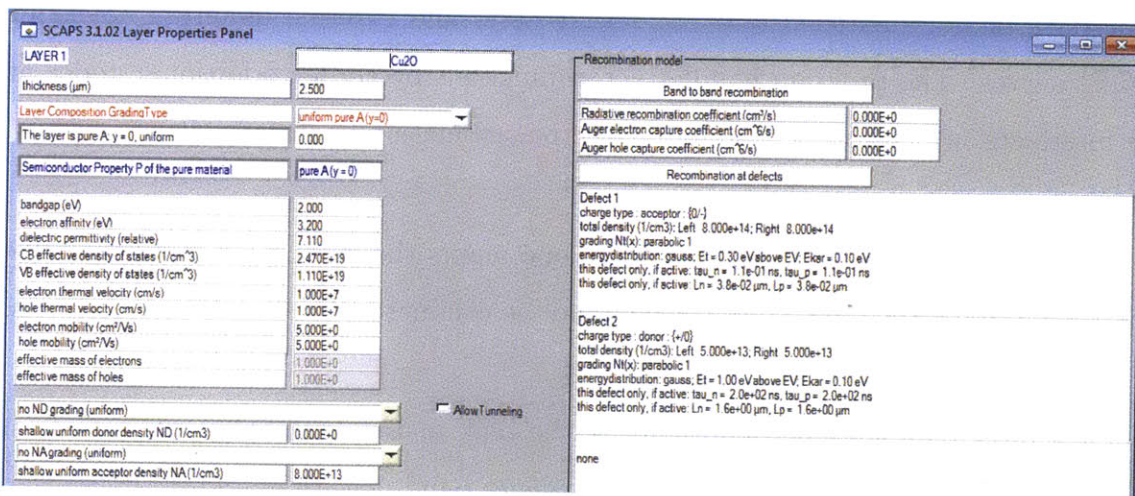 SCAPS 3.1.02 Layer Properties Panel
LAYER 1
Cu2O
thickness (µm) 2.500
Layer Composition Grading Type uniform pure A (y=0)
The layer is pure A: y = 0, uniform 0.000
Semiconductor Property P of the pure material pure A (y = 0)
bandgap (eV) 2.000
electron affinity (eV) 3.200
dielectric permittivity (relative) 7.110
CB effective density of states (1/cm^3) 2.470E+19
VB effective density of states (1/cm^3) 1.110E+19
electron thermal velocity (cm/s) 1.000E+7
hole thermal velocity (cm/s) 1.000E+7
electron mobility (cm²/Vs) 5.000E+0
hole mobility (cm²/Vs) 5.000E+0
effective mass of electrons 1.000E+0
effective mass of holes 1.000E+0
no ND grading (uniform)
Allow Tunneling
shallow uniform donor density ND (1/cm3) 0.000E+0
no NA grading (uniform)
shallow uniform acceptor density NA (1/cm3) 8.000E+13
Recombination model
Band to band recombination
Radiative recombination coefficient (cm³/s) 0.000E+0
Auger electron capture coefficient (cm^6/s) 0.000E+0
Auger hole capture coefficient (cm^6/s) 0.000E+0
Recombination at defects
Defect 1
charge type : acceptor : {0/-}
total density (1/cm3): Left 8.000e+14; Right 8.000e+14
grading Nt(x): parabolic 1
energydistribution: gauss; Et = 0.30 eV above EV; Ekar = 0.10 eV
this defect only, if active: tau_n = 1.1e-01 ns, tau_p = 1.1e-01 ns
this defect only, if active: Ln = 3.8e-02 µm, Lp = 3.8e-02 µm
Defect 2
charge type : donor : {+/0}
total density (1/cm3): Left 5.000e+13; Right 5.000e+13
grading Nt(x): parabolic 1
energydistribution: gauss; Et = 1.00 eV above EV; Ekar = 0.10 eV
this defect only, if active: tau_n = 2.0e+02 ns, tau_p = 2.0e+02 ns
this defect only, if active: Ln = 1.6e+00 µm, Lp = 1.6e+00 µm
none